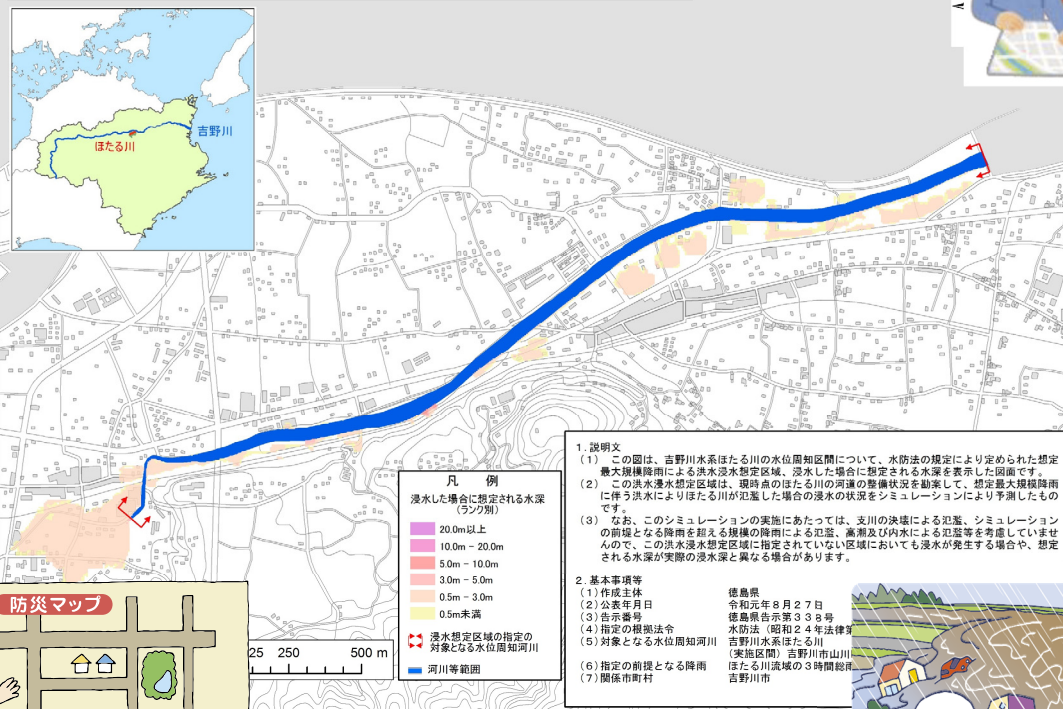 吉野川
ほたる川
凡 例
浸水した場合に想定される水深
(ランク別)
20.0m以上
10.0m - 20.0m
5.0m - 10.0m
3.0m - 5.0m
0.5m - 3.0m
0.5m未満
浸水想定区域の指定の
対象となる水位周知河川
河川等範囲
25 250 500 m
防災マップ
1.説明文
(1) この図は、吉野川水系ほたる川の水位周知区間について、水防法の規定により定められた想定
最大規模降雨による洪水浸水想定区域、浸水した場合に想定される水深を表示した図面です。
(2) この洪水浸水想定区域は、現時点のほたる川の河道の整備状況を勘案して、想定最大規模降雨
に伴う洪水によりほたる川が氾濫した場合の浸水の状況をシミュレーションにより予測したもの
です。
(3) なお、このシミュレーションの実施にあたっては、支川の決壊による氾濫、シミュレーション
の前提となる降雨を超える規模の降雨による氾濫、高潮及び内水による氾濫等を考慮していませ
んので、この洪水浸水想定区域に指定されていない区域においても浸水が発生する場合や、想定
される水深が実際の浸水深と異なる場合があります。
2.基本事項等
(1)作成主体 徳島県
(2)公表年月日 令和元年8月27日
(3)告示番号 徳島県告示第338号
(4)指定の根拠法令 水防法(昭和24年法律第
(5)対象となる水位周知河川 吉野川水系ほたる川
(実施区間)吉野川市山川
(6)指定の前提となる降雨 ほたる川流域の3時間総雨
(7)関係市町村 吉野川市